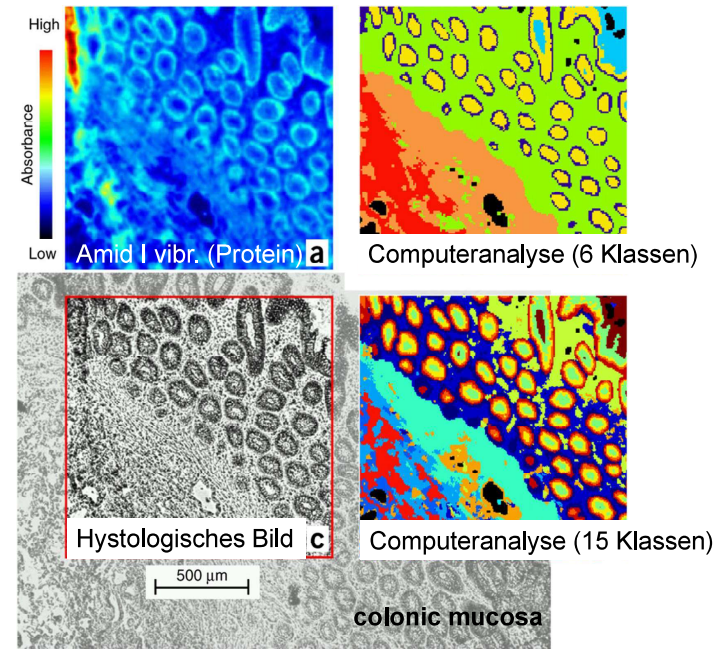 High
Absorbance
Low
Amid I vibr. (Protein) a
Computeranalyse (6 Klassen)
Hystologisches Bild c
Computeranalyse (15 Klassen)
500 µm
colonic mucosa